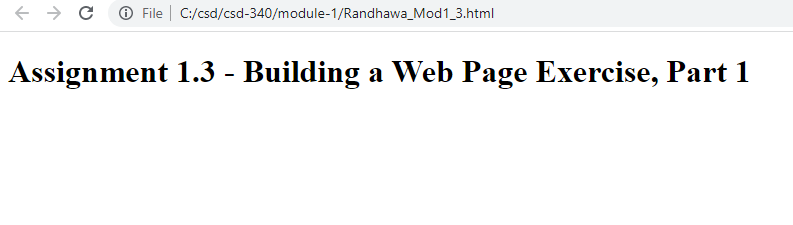 File | C:/csd/csd-340/module-1/Randhawa_Mod1_3.html
Assignment 1.3 - Building a Web Page Exercise, Part 1